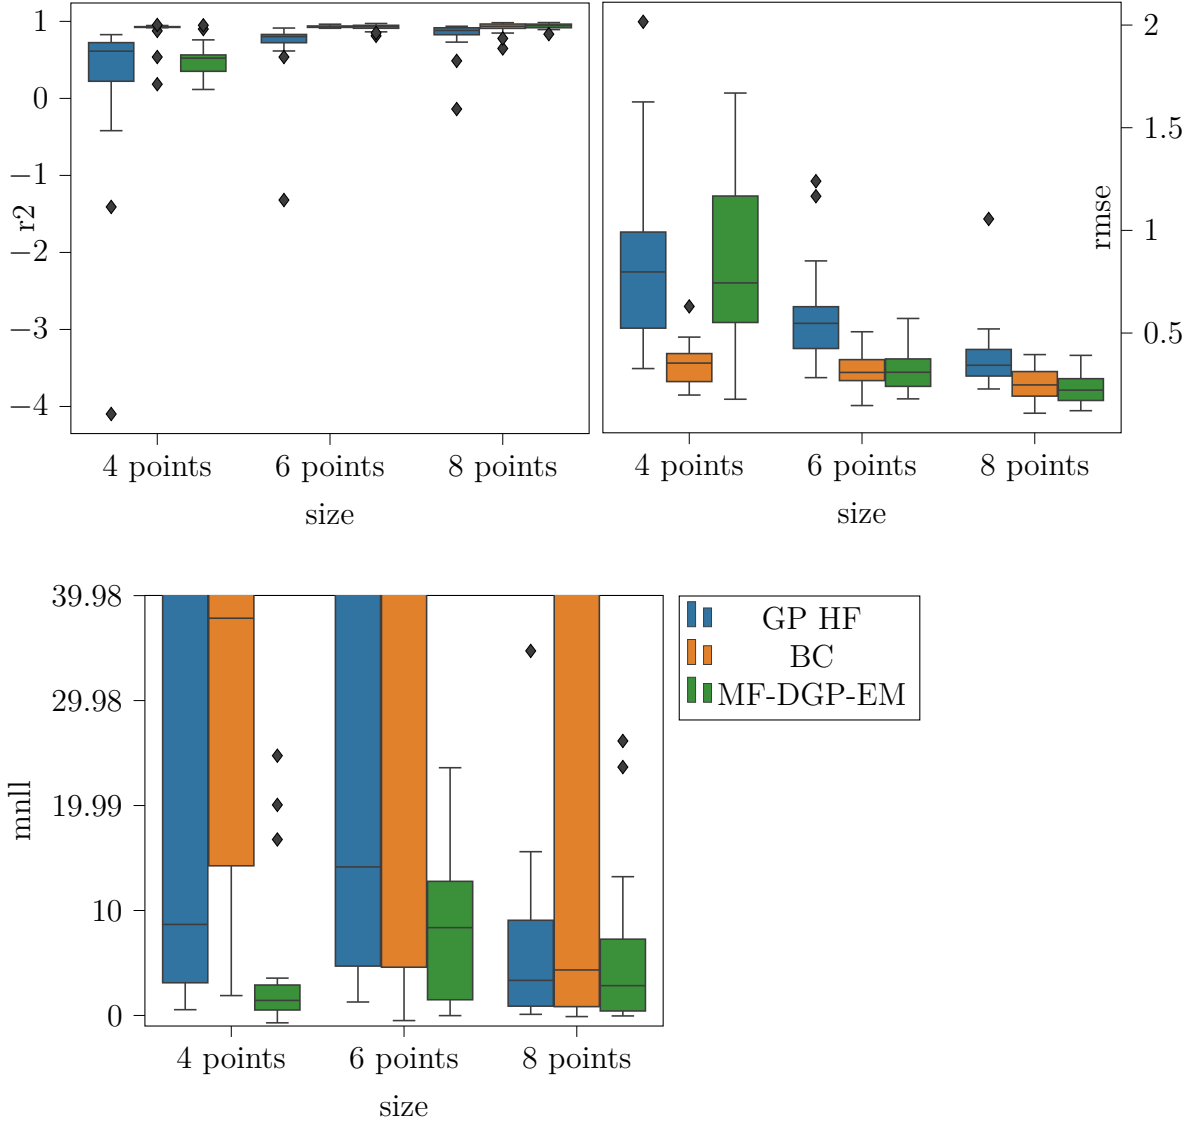 1
0
−1
−2
−3
−4
r2
4 points
6 points
8 points
size
2
1.5
1
0.5
rmse
4 points
6 points
8 points
size
39.98
29.98
19.99
10
0
mnll
4 points
6 points
8 points
size
GP HF
BC
MF-DGP-EM